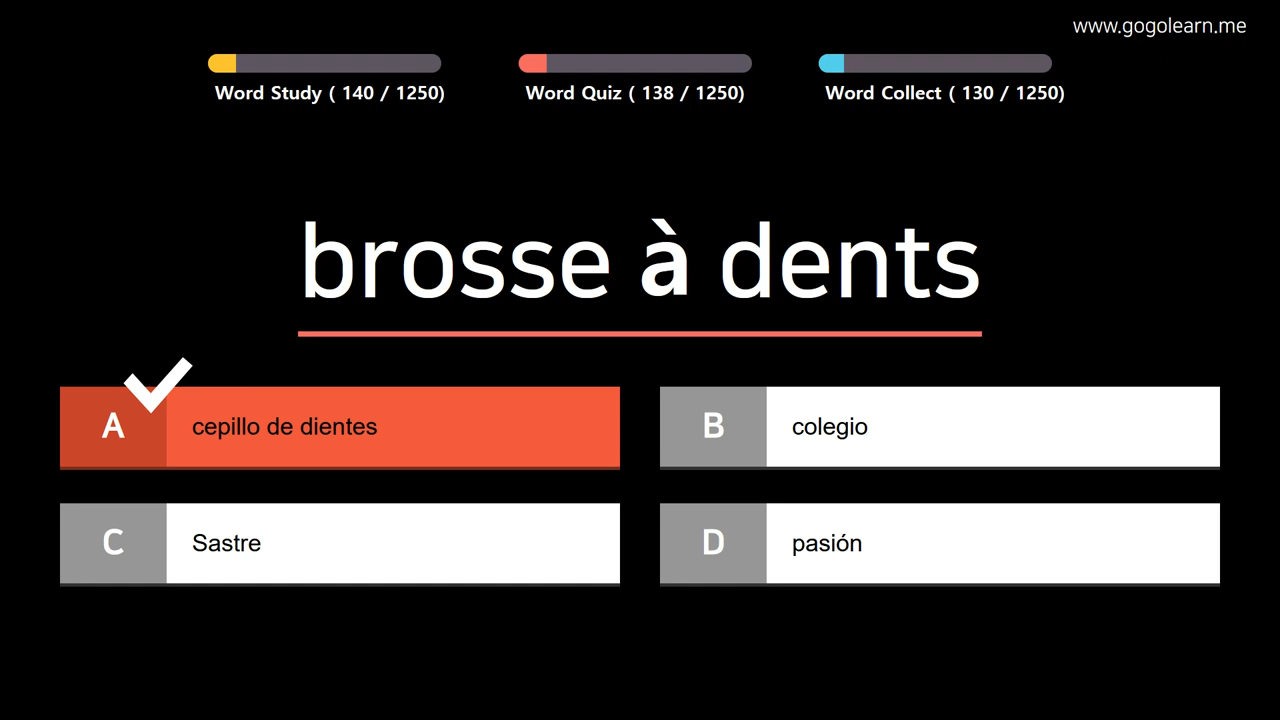 www.gogolearn.me
Word Study ( 140 / 1250)
Word Quiz ( 138 / 1250)
Word Collect ( 130 / 1250)
brosse à dents
A
cepillo de dientes
B
colegio
C
Sastre
D
pasión